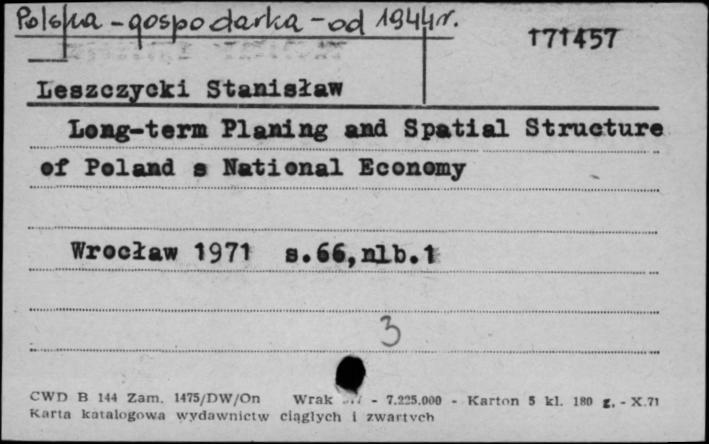 Polska - gospodarka - od 1944 r.
171457
Leszczycki Stanisław
Long-term Planing and Spatial Structure
of Poland s National Economy
Wrocław 1971 s.66,nlb.1
3
CWD B 144 Zam. 1475/DW/On Wrak - 7.225.000 - Karton 5 kl. 180 g. - X.71
Karta katalogowa wydawnictw ciągłych i zwartych